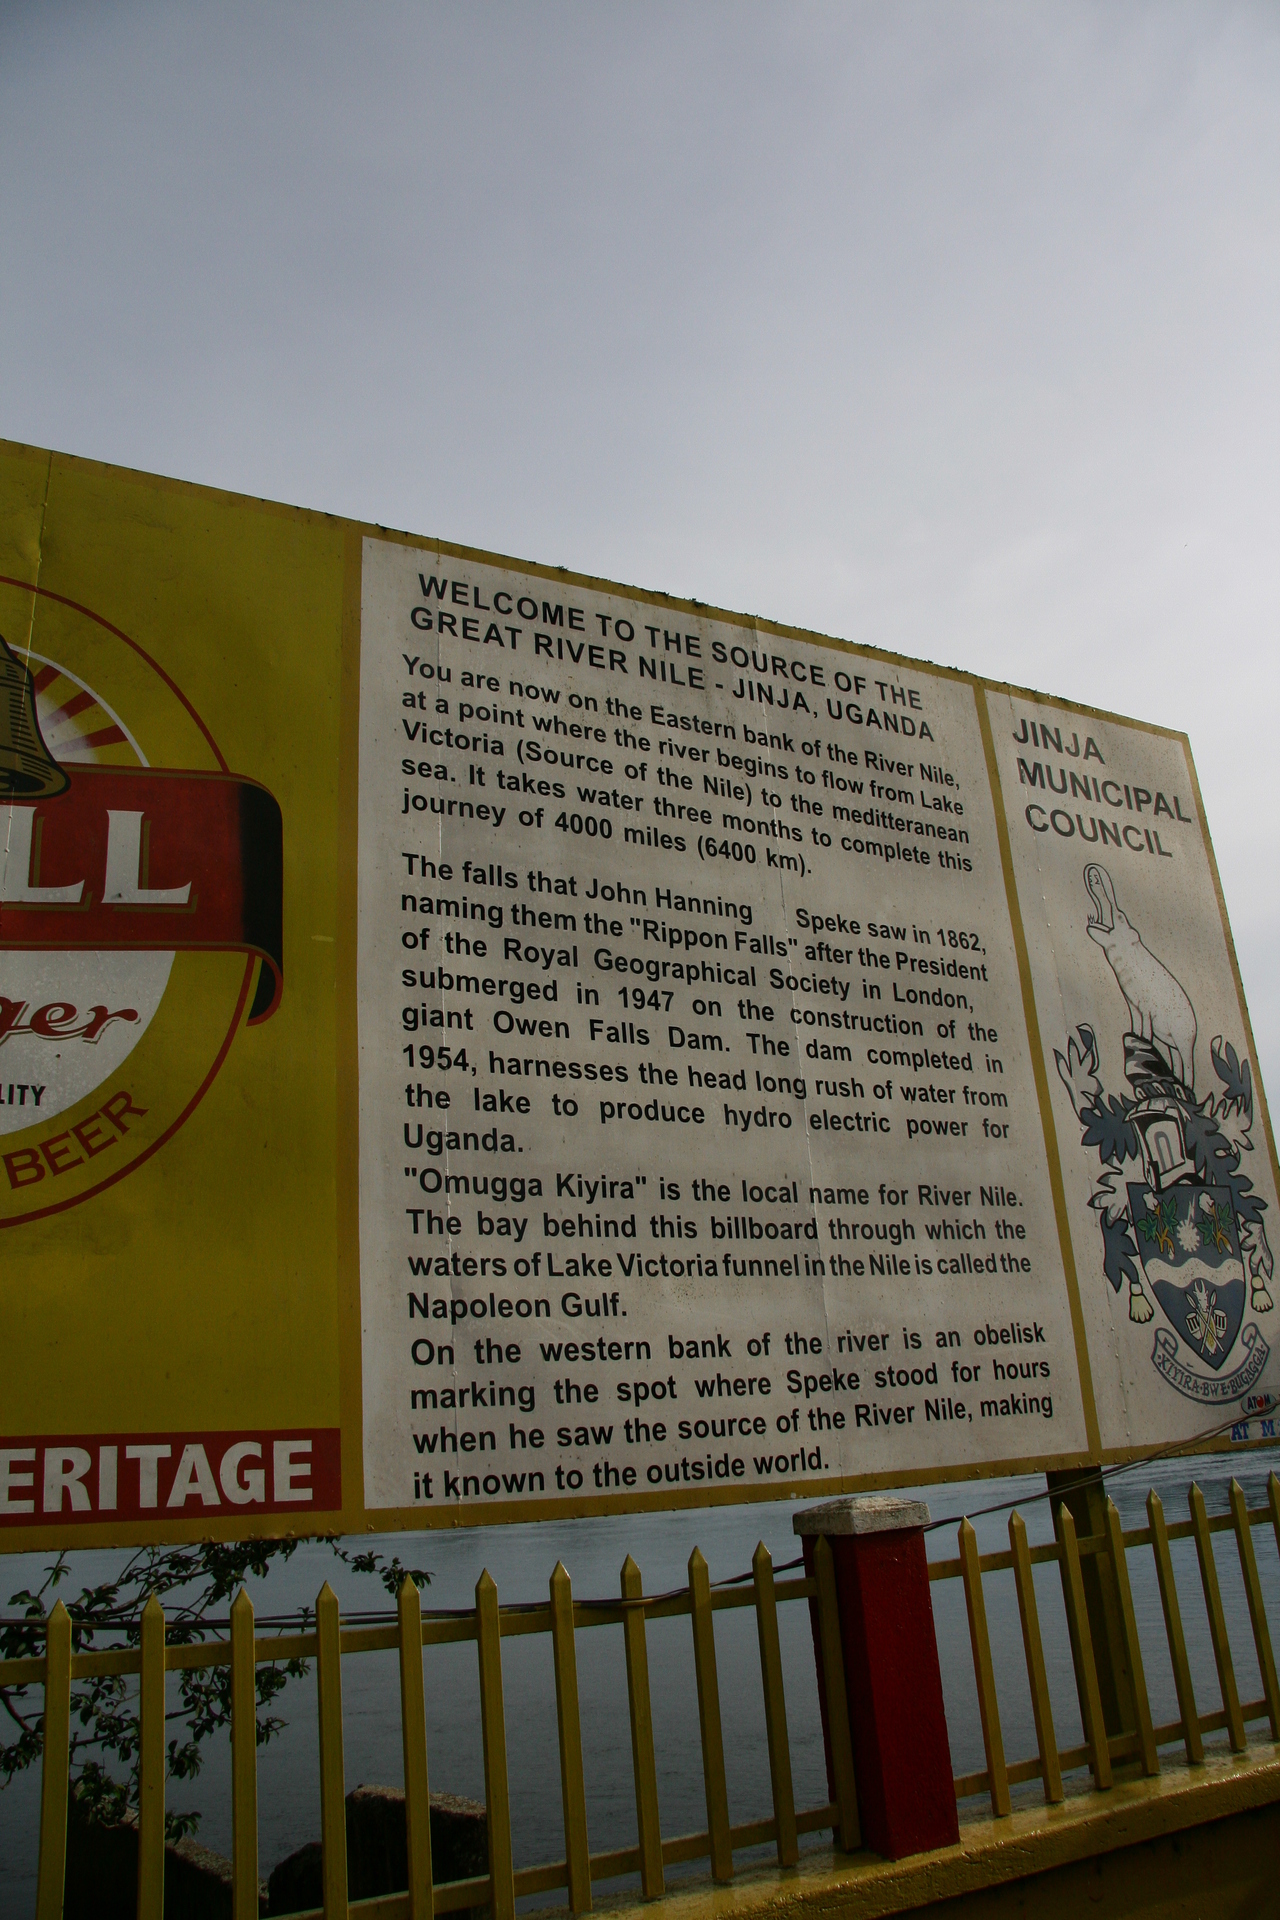 LL
ger
LITY
BEER
ERITAGE
WELCOME TO THE SOURCE OF THE
GREAT RIVER NILE - JINJA, UGANDA
You are now on the Eastern bank of the River Nile,
at a point where the river begins to flow from Lake
Victoria (Source of the Nile) to the meditteranean
sea. It takes water three months to complete this
journey of 4000 miles (6400 km).
The falls that John Hanning Speke saw in 1862,
naming them the "Rippon Falls" after the President
of the Royal Geographical Society in London,
submerged in 1947 on the construction of the
giant Owen Falls Dam. The dam completed in
1954, harnesses the head long rush of water from
the lake to produce hydro electric power for
Uganda.
"Omugga Kiyira" is the local name for River Nile.
The bay behind this billboard through which the
waters of Lake Victoria funnel in the Nile is called the
Napoleon Gulf.
On the western bank of the river is an obelisk
marking the spot where Speke stood for hours
when he saw the source of the River Nile, making
it known to the outside world.
JINJA
MUNICIPAL
COUNCIL
KIYIRA·BWE·BUGAGGA
ATOM
AT M